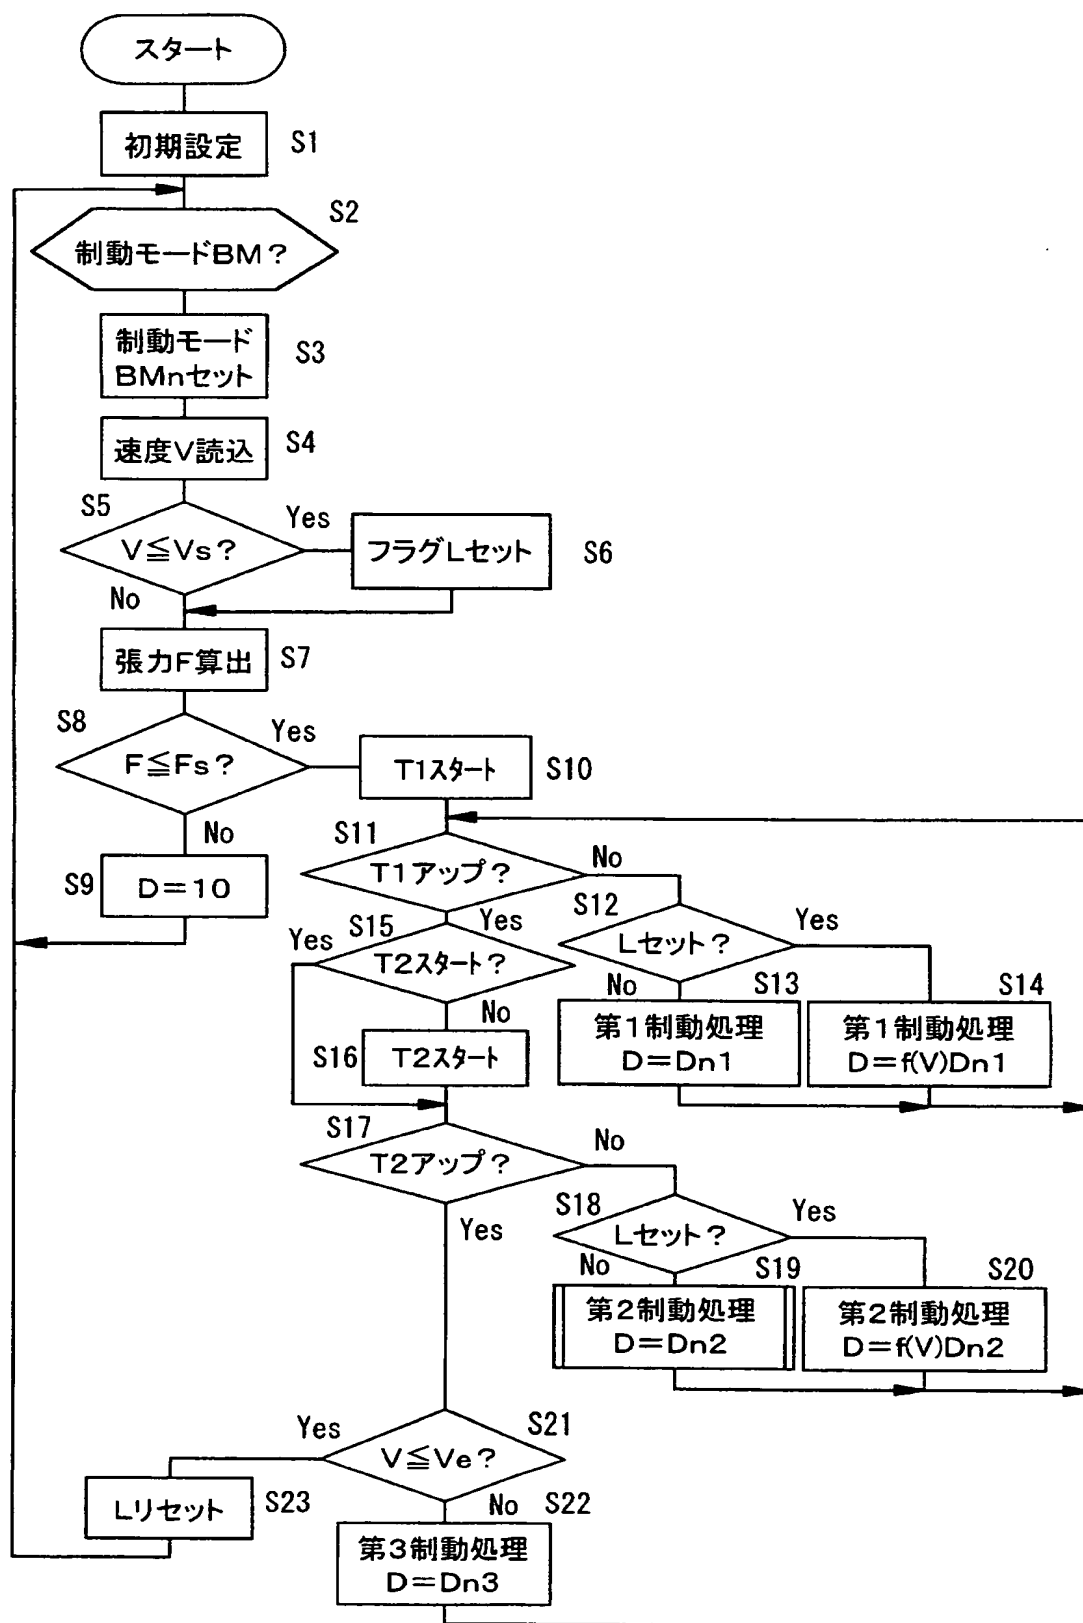 スタート
初期設定
S1
S2
制動モードBM?
制動モード
BMnセット
S3
速度V読込
S4
S5
V≦Vs?
Yes
No
フラグLセット
S6
張力F算出
S7
S8
F≦Fs?
Yes
No
T1スタート
S10
S9
D=10
S11
T1アップ?
No
Yes
S12
Lセット?
Yes
No
S15
Yes
T2スタート?
No
S13
第1制動処理
D=Dn1
S14
第1制動処理
D=f(V)Dn1
S16
T2スタート
S17
T2アップ?
No
Yes
S18
Lセット?
Yes
No
S19
第2制動処理
D=Dn2
S20
第2制動処理
D=f(V)Dn2
S21
V≦Ve?
Yes
No
Lリセット
S23
S22
第3制動処理
D=Dn3